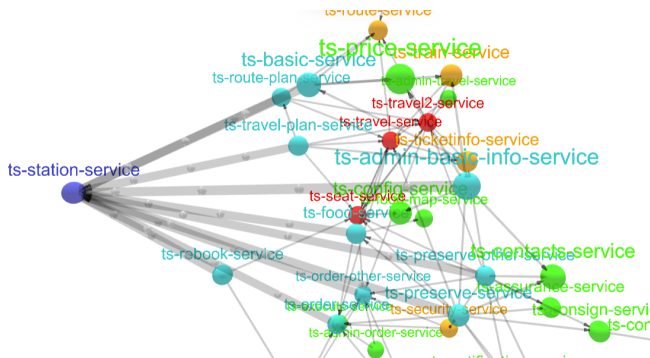 ts-route-service
ts-price-service
ts-train-service
ts-basic-service
ts-route-plan-service
ts-admin-travel-service
ts-travel2-service
ts-travel-service
ts-travel-plan-service
ts-ticketinfo-service
ts-admin-basic-info-service
ts-station-service
ts-config-service
ts-seat-service
ts-food-service
ts-preserve-other-service
ts-contacts-service
ts-rebook-service
ts-order-other-service
ts-assurance-service
ts-preserve-service
ts-order-service
ts-security-service
ts-consign-servi
ts-admin-order-service
ts-con